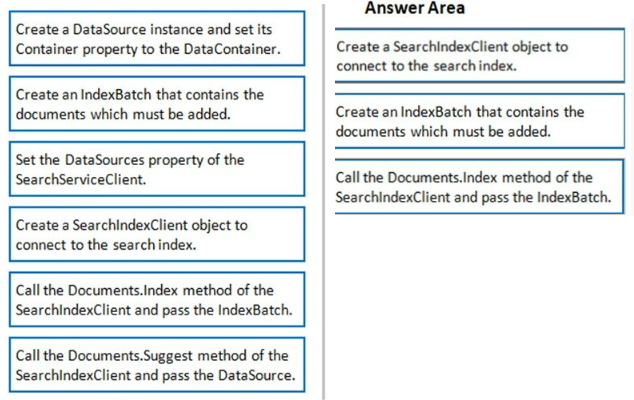 Create a DataSource instance and set its
Container property to the DataContainer.
Create an IndexBatch that contains the
documents which must be added.
Set the DataSources property of the
SearchServiceClient.
Create a SearchIndexClient object to
connect to the search index.
Call the Documents.Index method of the
SearchIndexClient and pass the IndexBatch.
Call the Documents.Suggest method of the
SearchIndexClient and pass the DataSource.
Answer Area
Create a SearchIndexClient object to
connect to the search index.
Create an IndexBatch that contains the
documents which must be added.
Call the Documents.Index method of the
SearchIndexClient and pass the IndexBatch.